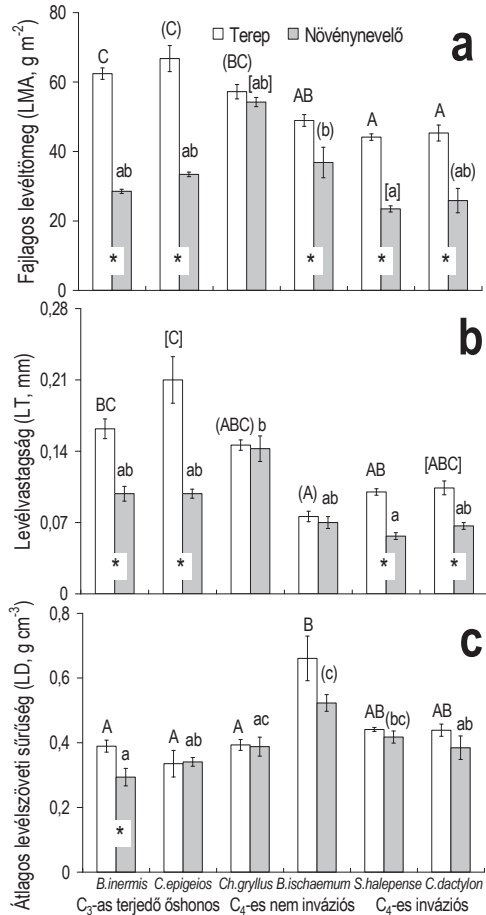 Terep Növénynevelő
a
Fajlagos levéltömeg (LMA, g m⁻²)
80
60
40
20
0
C (C) (BC) [ab] AB (b) A [a] A (ab)
ab ab
* * * * *
b
Levélvastagság (LT, mm)
0,28
0,21
0,14
0,07
0
BC ab [C] ab (ABC) b (A) ab AB a [ABC] ab
* * * *
c
Átlagos levélszöveti sűrűség (LD, g cm⁻³)
0,8
0,6
0,4
0,2
0
A a A ab A ac B (c) AB (bc) AB ab
*
B.inermis C.epigeios Ch.gryllus B.ischaemum S.halepense C.dactylon
C₃-as terjedő őshonos C₄-es nem inváziós C₄-es inváziós